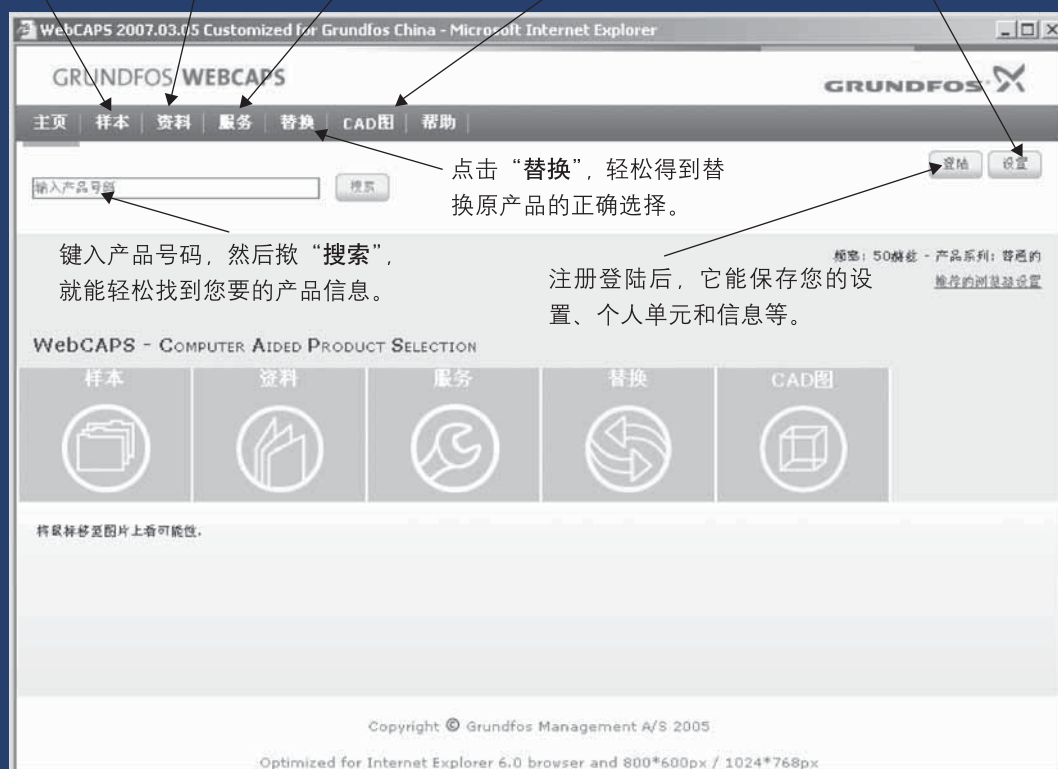 WebCAPS 2007.03.05 Customized for Grundfos China - Microsoft Internet Explorer
GRUNDFOS WEBCAPS
GRUNDFOS
主页 样本 资料 服务 替换 CAD图 帮助
登陆 设置
点击“替换”，轻松得到替
换原产品的正确选择。
输入产品号码 搜索
键入产品号码，然后揿“搜索”，
就能轻松找到您要的产品信息。
频率: 50赫兹 - 产品系列: 普通的
推荐的浏览器设置
注册登陆后，它能保存您的设
置、个人单元和信息等。
WebCAPS - Computer Aided Product Selection
样本 资料 服务 替换 CAD图
将鼠标移至图片上看可能性.
Copyright © Grundfos Management A/S 2005
Optimized for Internet Explorer 6.0 browser and 800*600px / 1024*768px